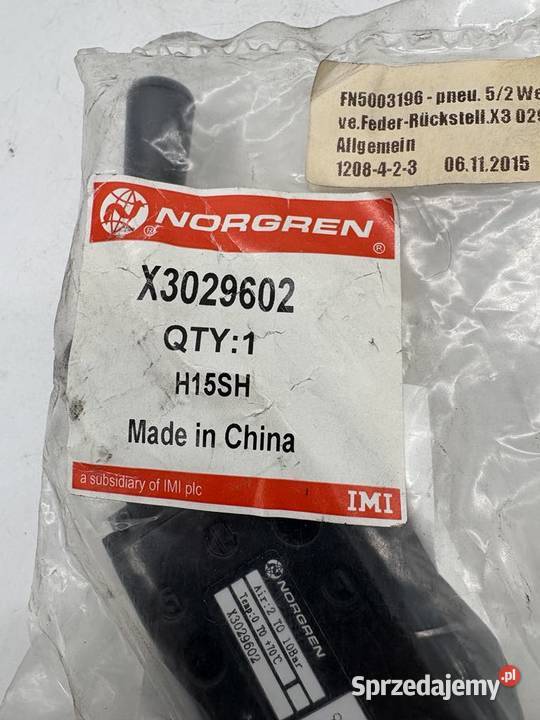 FN5003196 - pneu. 5/2 We
ve.Feder-Rückstell.X3 029
Allgemein
1208-4-2-3 06.11.2015
NORGREN
X3029602
QTY:1
H15SH
Made in China
a subsidiary of IMI plc
IMI
NORGREN
Air:2 TO 10Bar
Temp:0 TO +70℃
X3029602
Sprzedajemy.pl